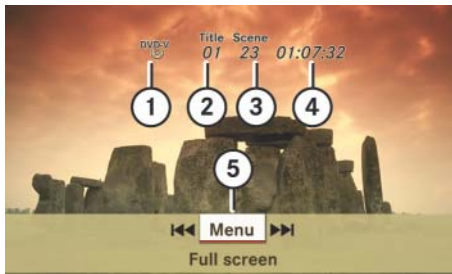 DVD-V
Title Scene
01 23 01:07:32
1 2 3 4
5
Menu
Full screen